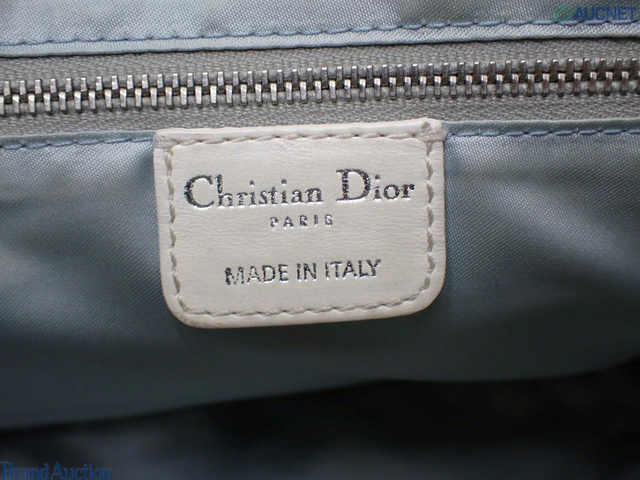 AUCNET
Christian Dior
PARIS
MADE IN ITALY
Brand Auction